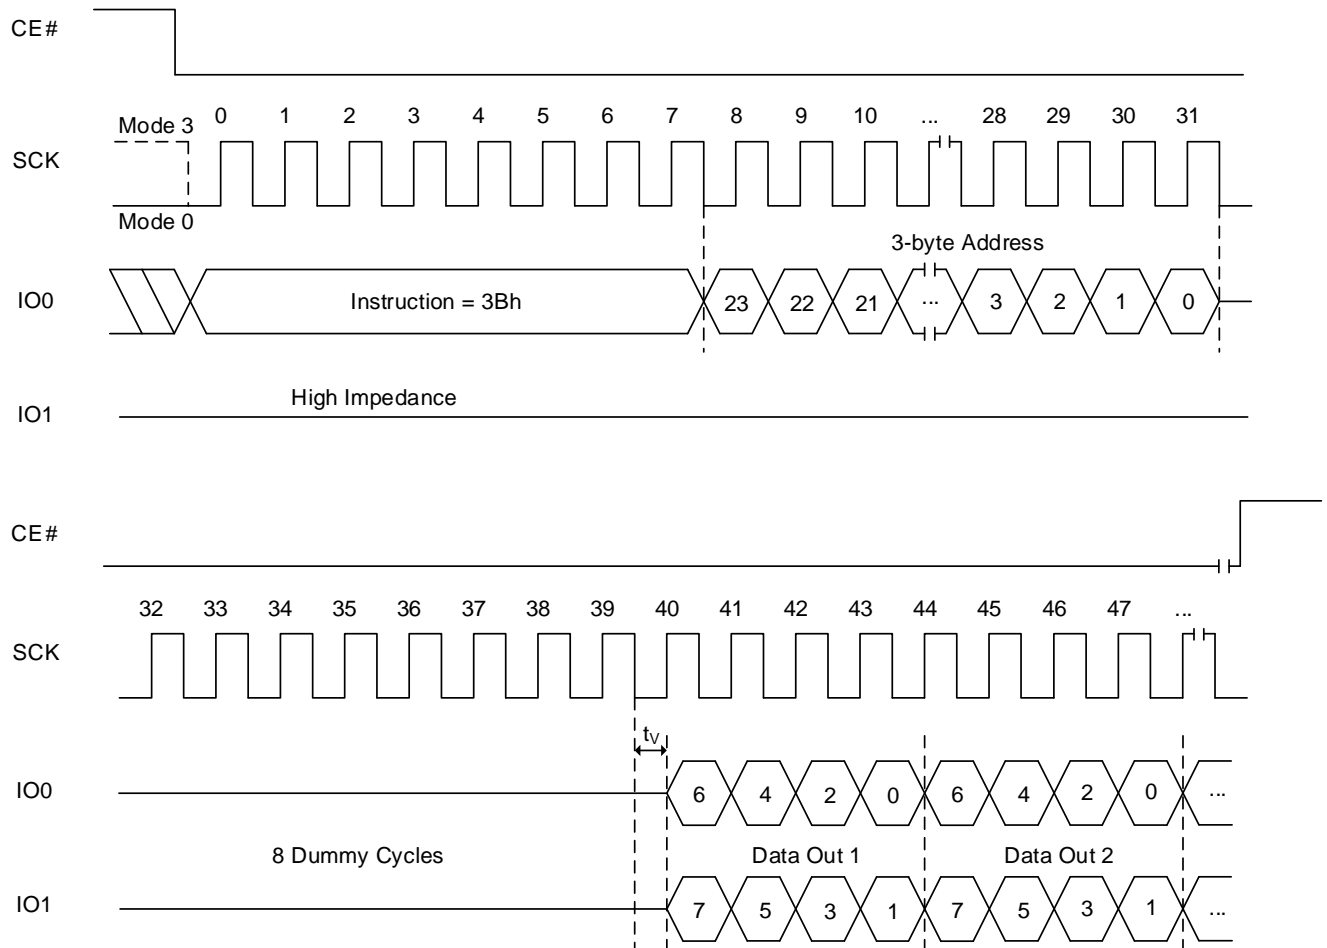 CE#
0 1 2 3 4 5 6 7 8 9 10 ... 28 29 30 31
Mode 3
SCK
Mode 0
3-byte Address
IO0 Instruction = 3Bh 23 22 21 ... 3 2 1 0
High Impedance
IO1
CE#
32 33 34 35 36 37 38 39 40 41 42 43 44 45 46 47 ...
SCK
tV
IO0 6 4 2 0 6 4 2 0 ...
8 Dummy Cycles Data Out 1 Data Out 2
IO1 7 5 3 1 7 5 3 1 ...